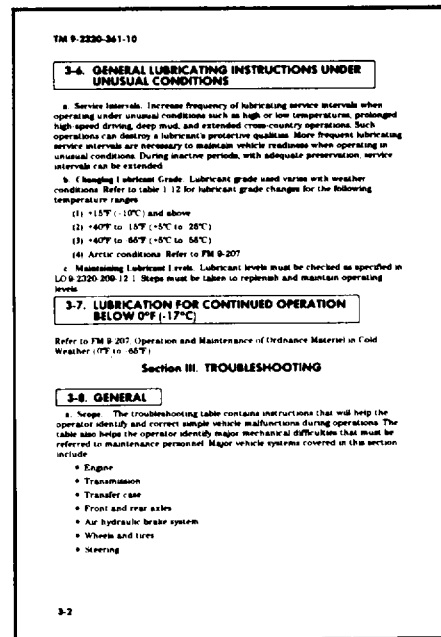 TM 9-2320-361-10
3-6. GENERAL LUBRICATING INSTRUCTIONS UNDER
UNUSUAL CONDITIONS
a. Service Intervals. Increase frequency of lubricating service intervals when
operating under unusual conditions such as high or low temperatures, prolonged
high-speed driving, deep mud, and extended cross-country operations. Such
operations can destroy a lubricant's protective qualities. More frequent lubricating
service intervals are necessary to maintain vehicle readiness when operating in
unusual conditions. During inactive periods, with adequate preservation, service
intervals can be extended.
b. Changing Lubricant Grade. Lubricant grade used varies with weather
conditions. Refer to table 1-12 for lubricant grade changes for the following
temperature ranges
(1) +15°F (-10°C) and above
(2) +40°F to -15°F (+5°C to -26°C)
(3) +40°F to -65°F (+5°C to -55°C)
(4) Arctic conditions. Refer to FM 9-207
c. Maintaining Lubricant Levels. Lubricant levels must be checked as specified in
LO 9-2320-209-12-1. Steps must be taken to replenish and maintain operating
levels.
3-7. LUBRICATION FOR CONTINUED OPERATION
BELOW 0°F (-17°C)
Refer to FM 9-207, Operation and Maintenance of Ordnance Materiel in Cold
Weather (0°F to -65°F)
Section III. TROUBLESHOOTING
3-8. GENERAL
a. Scope. The troubleshooting table contains instructions that will help the
operator identify and correct simple vehicle malfunctions during operations. The
table also helps the operator identify major mechanical difficulties that must be
referred to maintenance personnel. Major vehicle systems covered in this section
include
• Engine
• Transmission
• Transfer case
• Front and rear axles
• Air hydraulic brake system
• Wheels and tires
• Steering
3-2